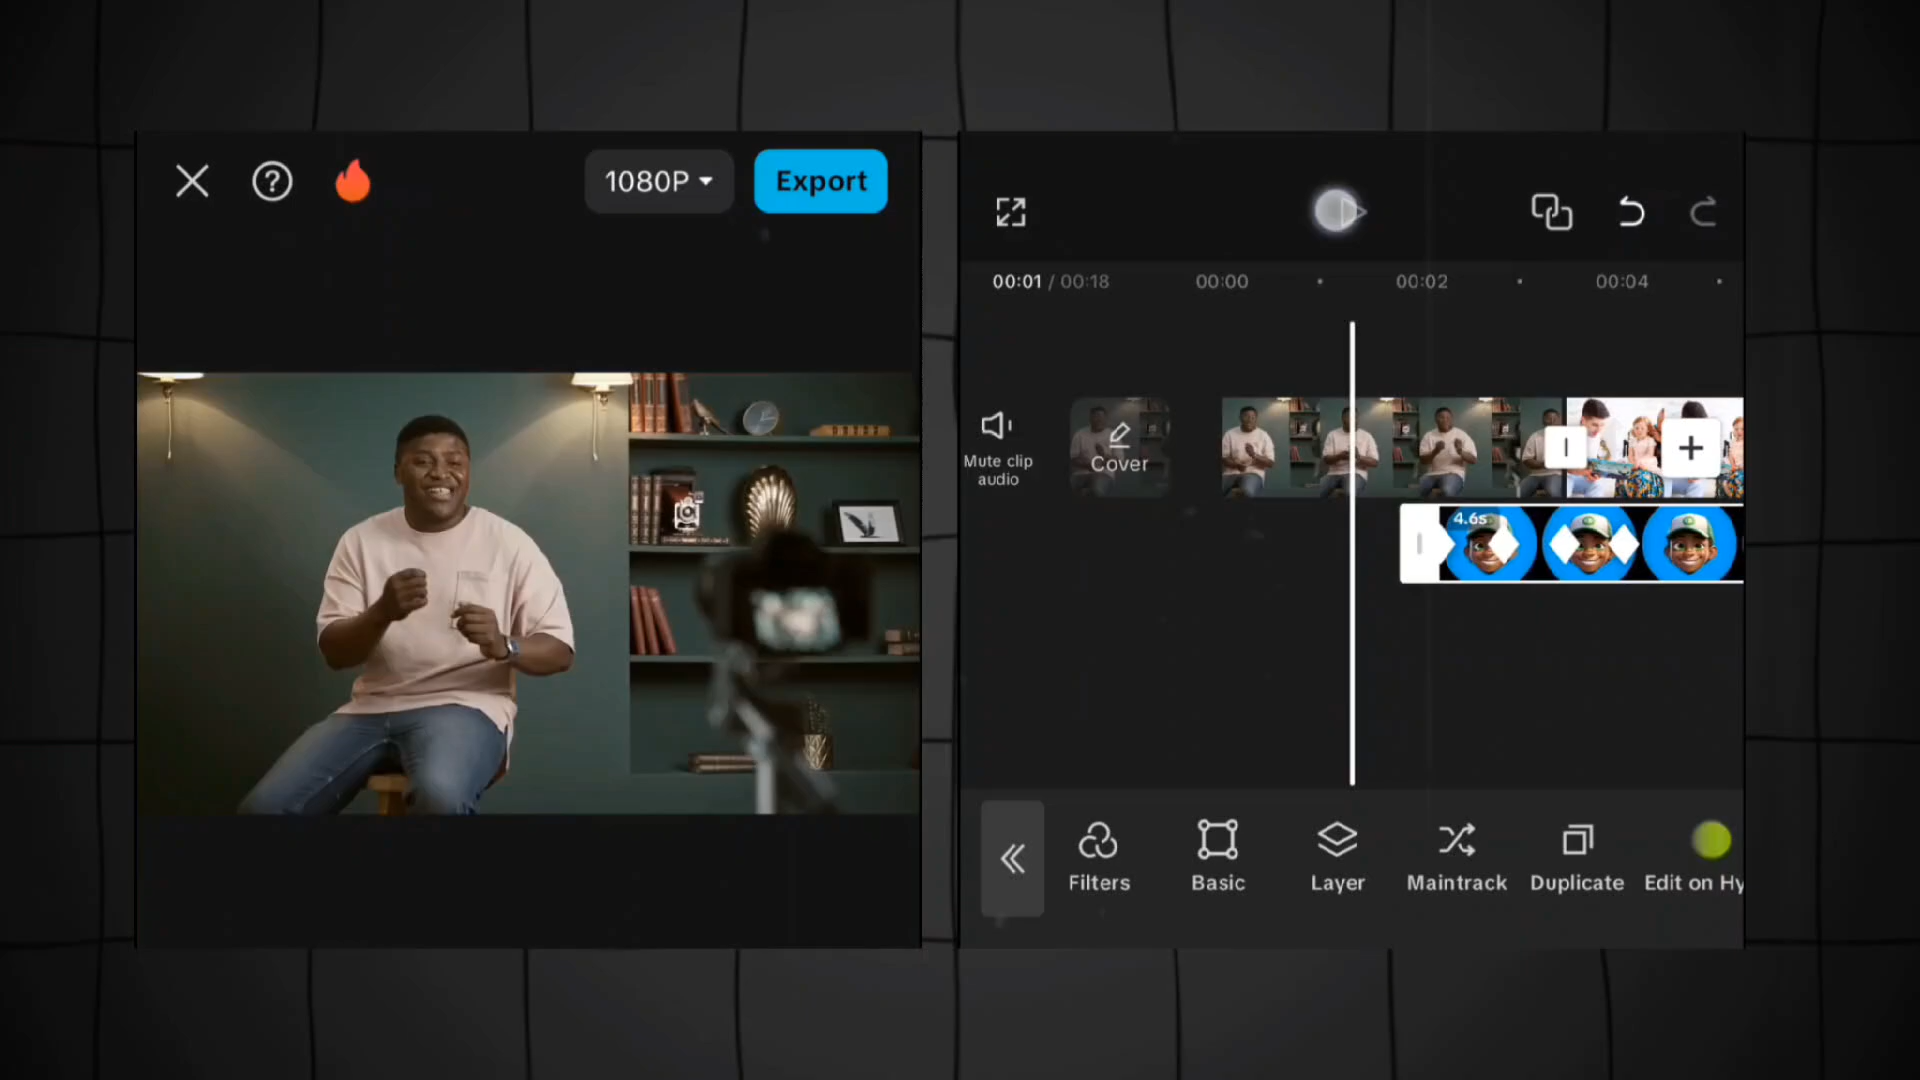 1080P
Export
00:01 / 00:18
00:00
00:02
00:04
Mute clip
audio
Cover
4.6s
Filters
Basic
Layer
Maintrack
Duplicate
Edit on Hy